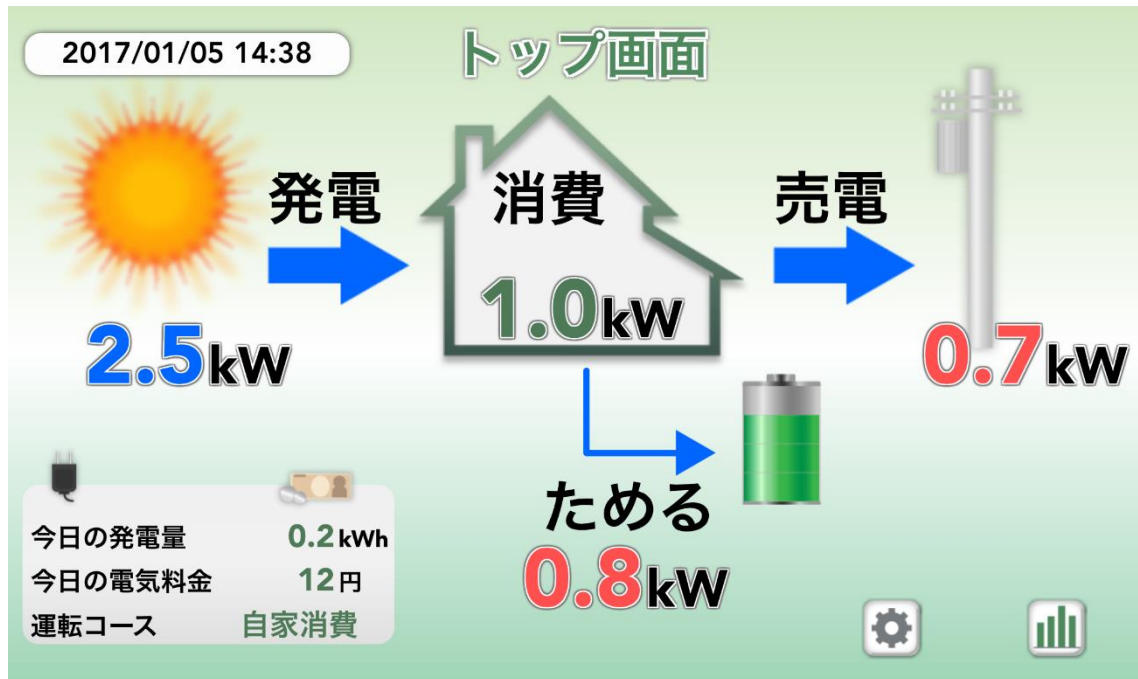 2017/01/05 14:38
トップ画面
発電
消費
売電
2.5kW
1.0kW
0.7kW
ためる
0.8kW
今日の発電量 0.2kWh
今日の電気料金 12円
運転コース 自家消費